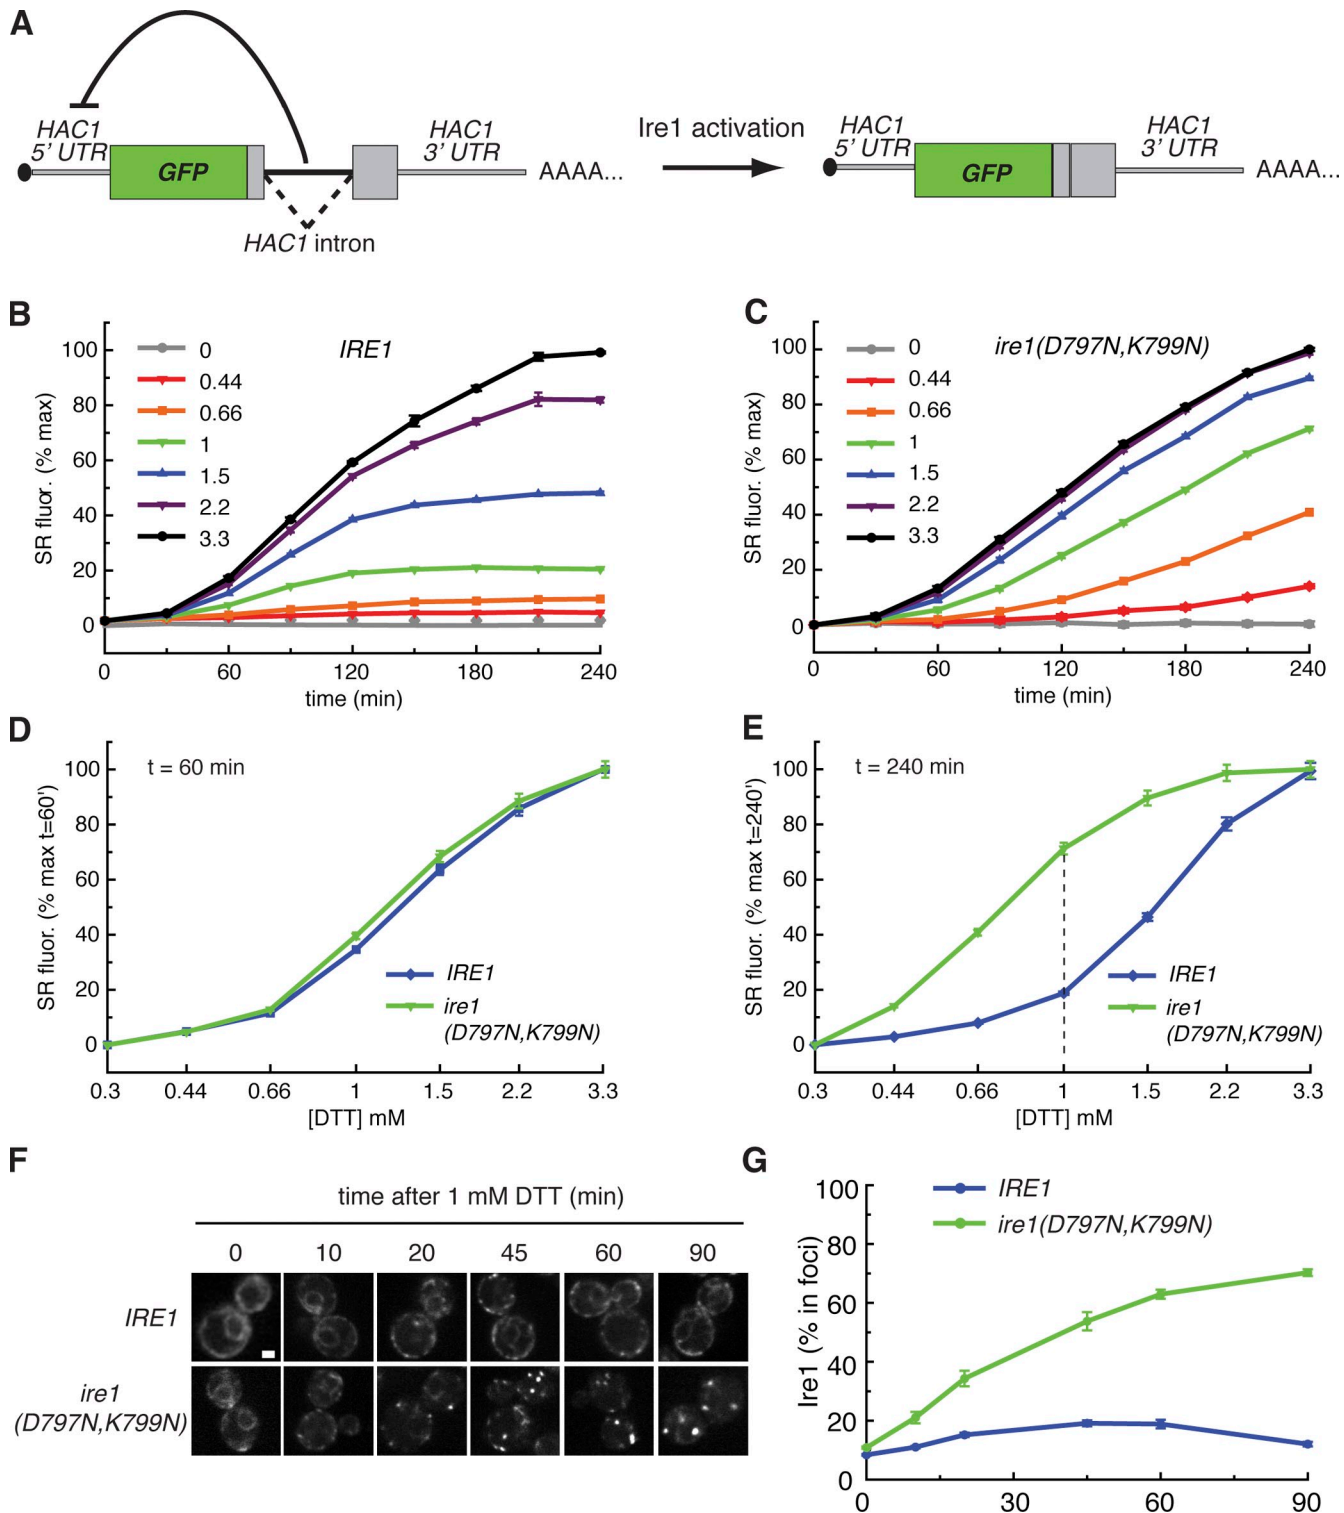 A
HAC1
5’ UTR
GFP
HAC1
3’ UTR
AAAA...
HAC1 intron
Ire1 activation
HAC1
5’ UTR
GFP
HAC1
3’ UTR
AAAA...
B
IRE1
SR fluor. (% max)
100
80
60
40
20
0
0
0.44
0.66
1
1.5
2.2
3.3
0 60 120 180 240
time (min)
C
ire1(D797N,K799N)
SR fluor. (% max)
100
80
60
40
20
0
0
0.44
0.66
1
1.5
2.2
3.3
0 60 120 180 240
time (min)
D
t = 60 min
SR fluor. (% max t=60')
100
80
60
40
20
0
IRE1
ire1
(D797N,K799N)
0.3 0.44 0.66 1 1.5 2.2 3.3
[DTT] mM
E
t = 240 min
SR fluor. (% max t=240')
100
80
60
40
20
0
IRE1
ire1
(D797N,K799N)
0.3 0.44 0.66 1 1.5 2.2 3.3
[DTT] mM
F
time after 1 mM DTT (min)
0 10 20 45 60 90
IRE1
ire1
(D797N,K799N)
G
Ire1 (% in foci)
100
80
60
40
20
0
IRE1
ire1(D797N,K799N)
0 30 60 90